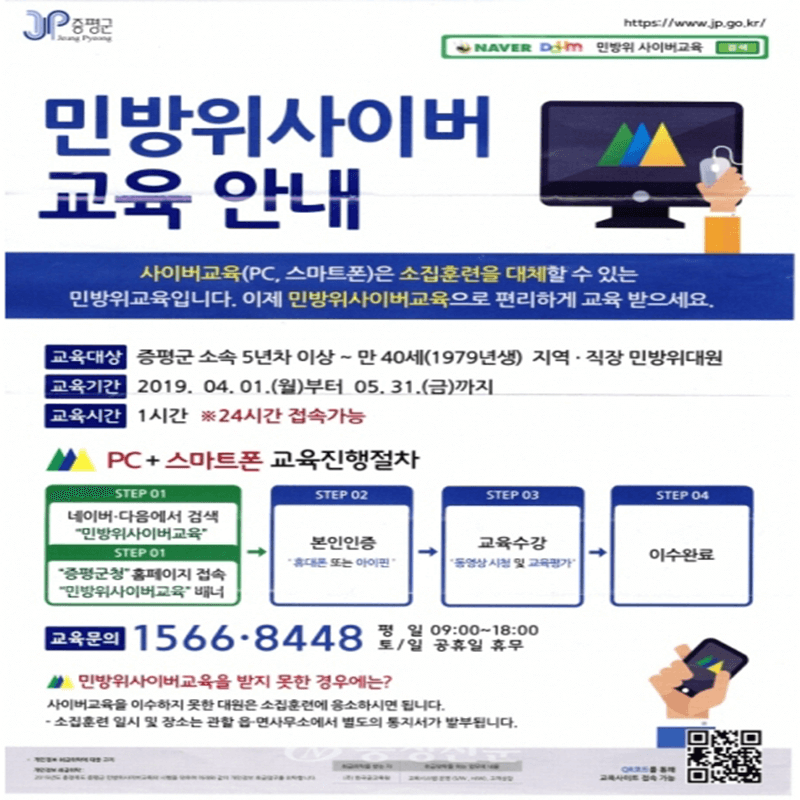 JP 증평군
Jeung Pyeong
https://www.jp.go.kr/
NAVER Daum 민방위 사이버교육 검색
민방위사이버
교육 안내
사이버교육(PC, 스마트폰)은 소집훈련을 대체할 수 있는
민방위교육입니다. 이제 민방위사이버교육으로 편리하게 교육 받으세요.
교육대상 증평군 소속 5년차 이상 ~ 만 40세(1979년생) 지역 · 직장 민방위대원
교육기간 2019. 04. 01.(월)부터 05. 31.(금)까지
교육시간 1시간 ※24시간 접속가능
PC + 스마트폰 교육진행절차
STEP 01
네이버·다음에서 검색
"민방위사이버교육"
STEP 01
"증평군청" 홈페이지 접속
"민방위사이버교육" 배너
STEP 02
본인인증
"휴대폰 또는 아이핀"
STEP 03
교육수강
"동영상 시청 및 교육평가"
STEP 04
이수완료
교육문의 1566·8448 평 일 09:00~18:00
토/일 공휴일 휴무
민방위사이버교육을 받지 못한 경우에는?
사이버교육을 이수하지 못한 대원은 소집훈련에 응소하시면 됩니다.
- 소집훈련 일시 및 장소는 관할 읍·면사무소에서 별도의 통지서가 발부됩니다.
QR코드를 통해
교육사이트 접속 가능